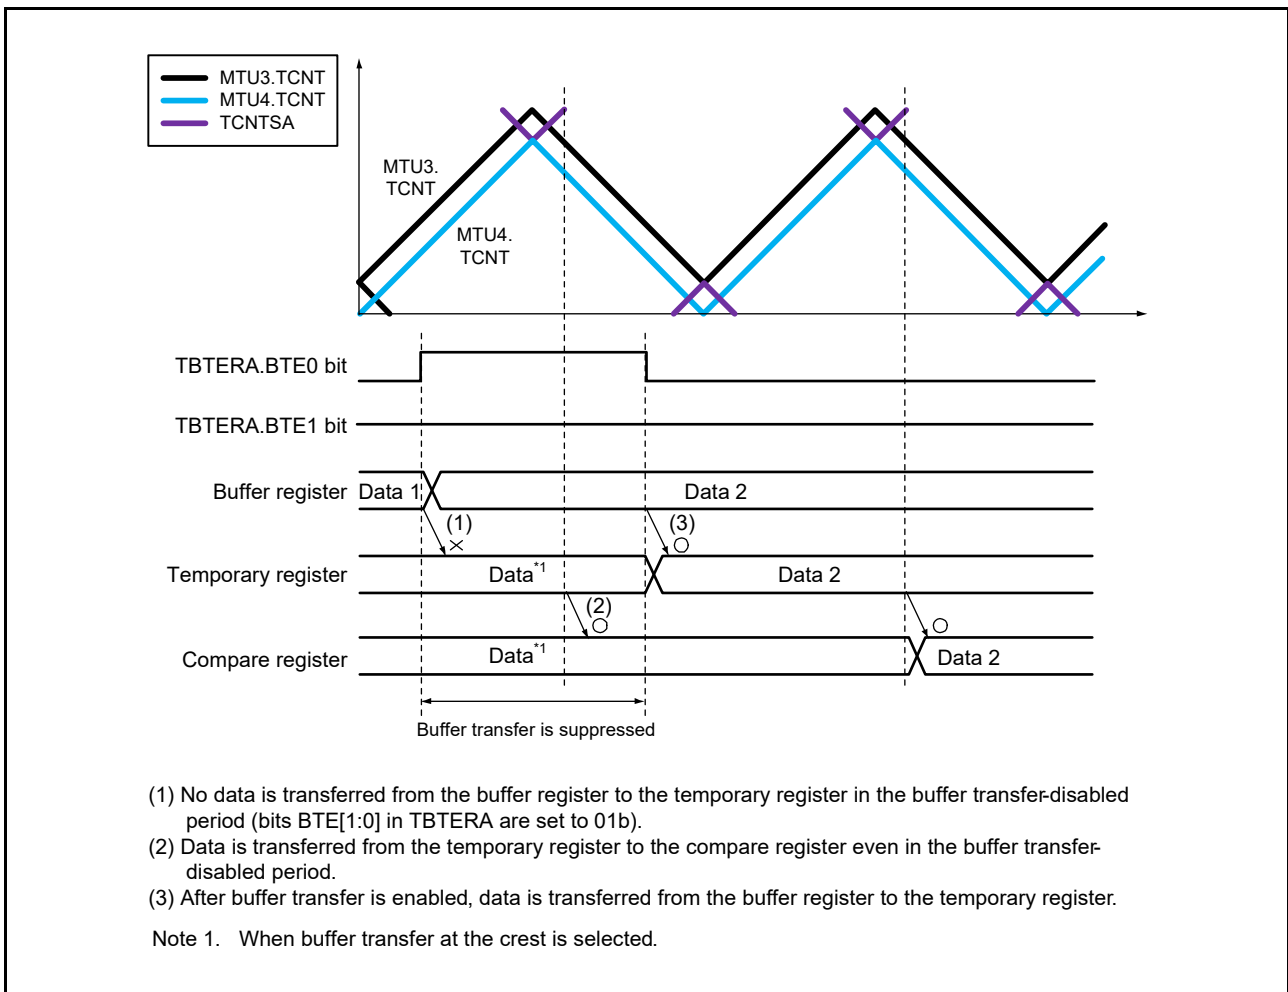 MTU3.TCNT
MTU4.TCNT
TCNTSA
MTU3.
TCNT
MTU4.
TCNT
TBTERA.BTE0 bit
TBTERA.BTE1 bit
Buffer register
Data 1
Data 2
(1)
(3)
Temporary register
Data*1
Data 2
(2)
Compare register
Data*1
Data 2
Buffer transfer is suppressed
(1) No data is transferred from the buffer register to the temporary register in the buffer transfer-disabled
period (bits BTE[1:0] in TBTERA are set to 01b).
(2) Data is transferred from the temporary register to the compare register even in the buffer transfer-
disabled period.
(3) After buffer transfer is enabled, data is transferred from the buffer register to the temporary register.
Note 1. When buffer transfer at the crest is selected.